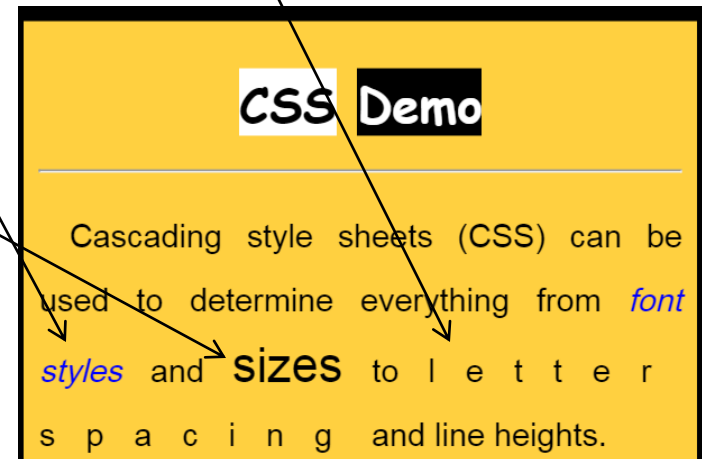 CSS Demo
Cascading style sheets (CSS) can be
used to determine everything from font
styles and sizes to l e t t e r
s p a c i n g and line heights.